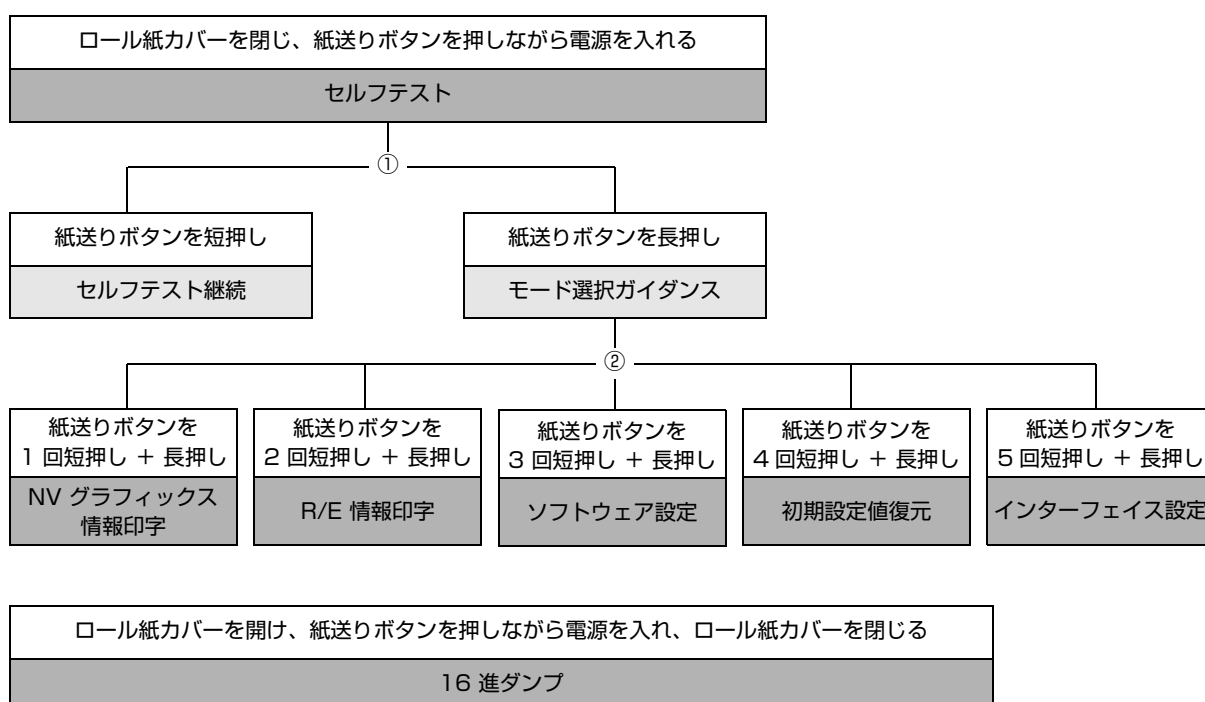 ロール紙カバーを閉じ、紙送りボタンを押しながら電源を入れる
セルフテスト
①
紙送りボタンを短押し
セルフテスト継続
紙送りボタンを長押し
モード選択ガイダンス
②
紙送りボタンを
1 回短押し + 長押し
NV グラフィックス
情報印字
紙送りボタンを
2 回短押し + 長押し
R/E 情報印字
紙送りボタンを
3 回短押し + 長押し
ソフトウェア設定
紙送りボタンを
4 回短押し + 長押し
初期設定値復元
紙送りボタンを
5 回短押し + 長押し
インターフェイス設定
ロール紙カバーを開け、紙送りボタンを押しながら電源を入れ、ロール紙カバーを閉じる
16 進ダンプ